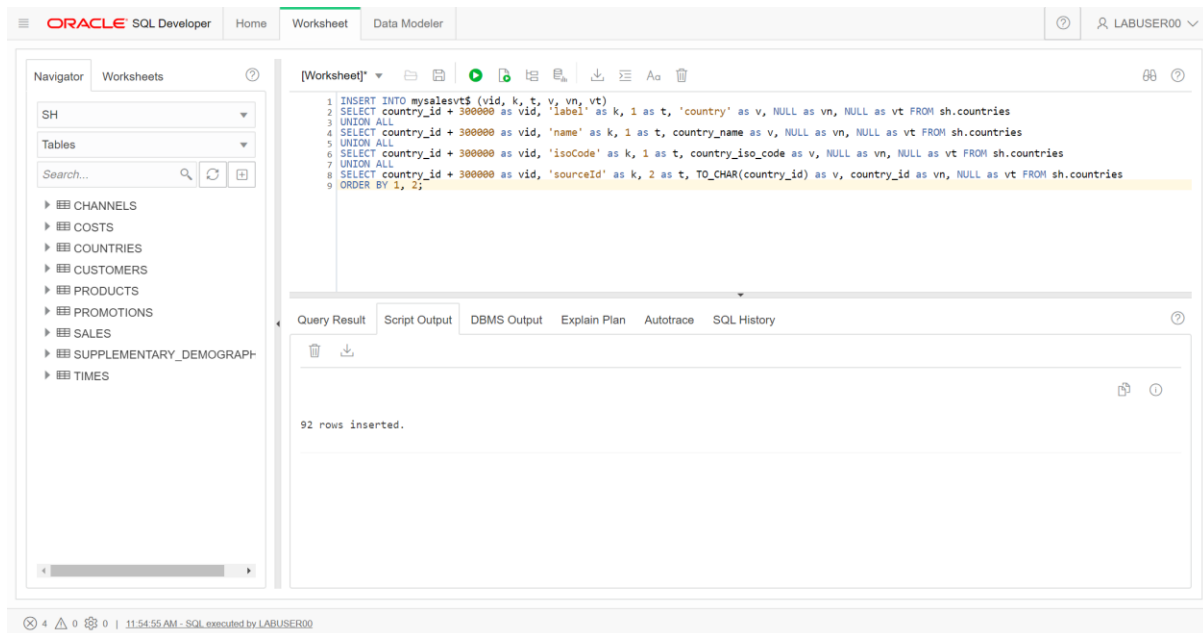 ORACLE SQL Developer Home Worksheet Data Modeler LABUSER00
Navigator Worksheets
SH
Tables
Search...
CHANNELS
COSTS
COUNTRIES
CUSTOMERS
PRODUCTS
PROMOTIONS
SALES
SUPPLEMENTARY_DEMOGRAPH
TIMES
[Worksheet]*
Aa
1 INSERT INTO mysalesvt$ (vid, k, t, v, vn, vt)
2 SELECT country_id + 300000 as vid, 'label' as k, 1 as t, 'country' as v, NULL as vn, NULL as vt FROM sh.countries
3 UNION ALL
4 SELECT country_id + 300000 as vid, 'name' as k, 1 as t, country_name as v, NULL as vn, NULL as vt FROM sh.countries
5 UNION ALL
6 SELECT country_id + 300000 as vid, 'isoCode' as k, 1 as t, country_iso_code as v, NULL as vn, NULL as vt FROM sh.countries
7 UNION ALL
8 SELECT country_id + 300000 as vid, 'sourceId' as k, 2 as t, TO_CHAR(country_id) as v, country_id as vn, NULL as vt FROM sh.countries
9 ORDER BY 1, 2;
Query Result Script Output DBMS Output Explain Plan Autotrace SQL History
92 rows inserted.
4 0 0 | 11:54:55 AM - SQL executed by LABUSER00